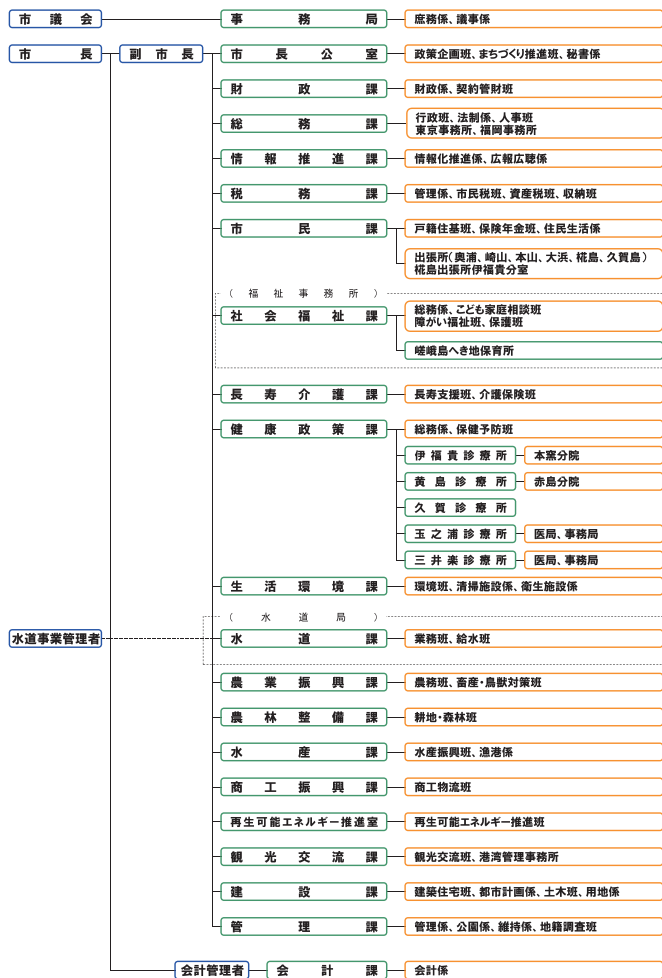 市議会 事務局 庶務係、議事係
市長 副市長 市長公室 政策企画班、まちづくり推進班、秘書係
財政課 財政係、契約管財班
総務課 行政班、法制係、人事班
東京事務所、福岡事務所
情報推進課 情報化推進係、広報広聴係
税務課 管理係、市民税班、資産税班、収納班
市民課 戸籍住基班、保険年金班、住民生活係
出張所（奥浦、崎山、本山、大浜、椛島、久賀島）
椛島出張所伊福貴分室
（福祉事務所）
社会福祉課 総務係、こども家庭相談班
障がい福祉班、保護班
嵯峨島へき地保育所
長寿介護課 長寿支援班、介護保険班
健康政策課 総務係、保健予防班
伊福貴診療所 本窯分院
黄島診療所 赤島分院
久賀診療所
玉之浦診療所 医局、事務局
三井楽診療所 医局、事務局
生活環境課 環境班、清掃施設係、衛生施設係
（水道局）
水道事業管理者 水道課 業務班、給水班
農業振興課 農務班、畜産・鳥獣対策班
農林整備課 耕地・森林班
水産課 水産振興班、漁港係
商工振興課 商工物流班
再生可能エネルギー推進室 再生可能エネルギー推進班
観光交流課 観光交流班、港湾管理事務所
建設課 建築住宅班、都市計画係、土木班、用地係
管理課 管理係、公園係、維持係、地籍調査班
会計管理者 会計課 会計係